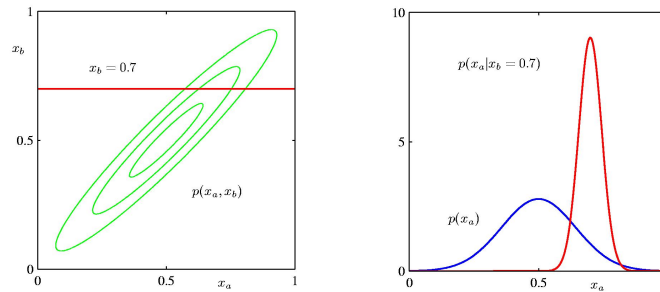 1
x_b
x_b = 0.7
0.5
p(x_a, x_b)
0
0
0.5
x_a
1
10
p(x_a|x_b = 0.7)
5
p(x_a)
0
0
0.5
x_a